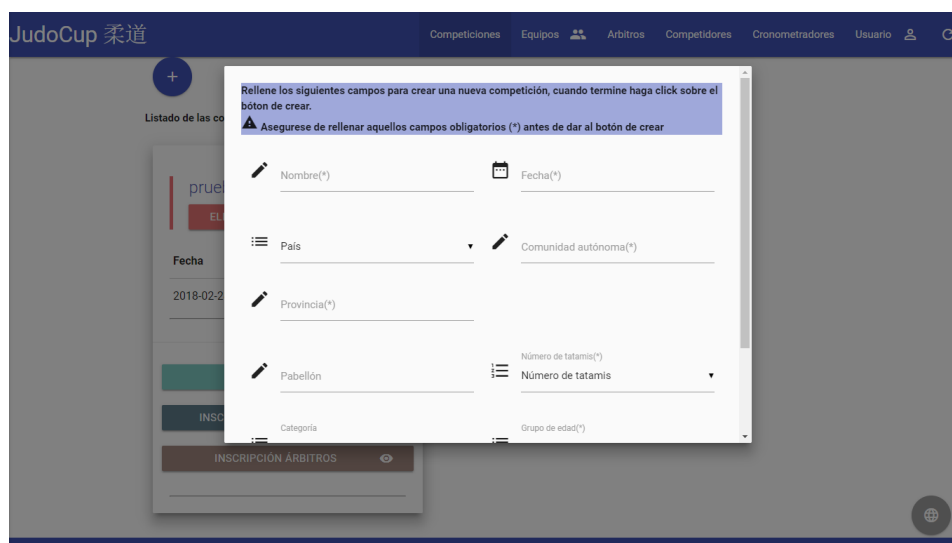 JudoCup 柔道
Competiciones Equipos Arbitros Competidores Cronometradores Usuario
Rellene los siguientes campos para crear una nueva competición, cuando termine haga click sobre el
bóton de crear.
Asegurese de rellenar aquellos campos obligatorios (*) antes de dar al botón de crear
Listado de las co
Nombre(*) Fecha(*)
prue
EL
País Comunidad autónoma(*)
Fecha
2018-02-2
Provincia(*)
Número de tatamis(*)
Pabellón Número de tatamis
INSC
Categoría Grupo de edad(*)
INSCRIPCIÓN ÁRBITROS